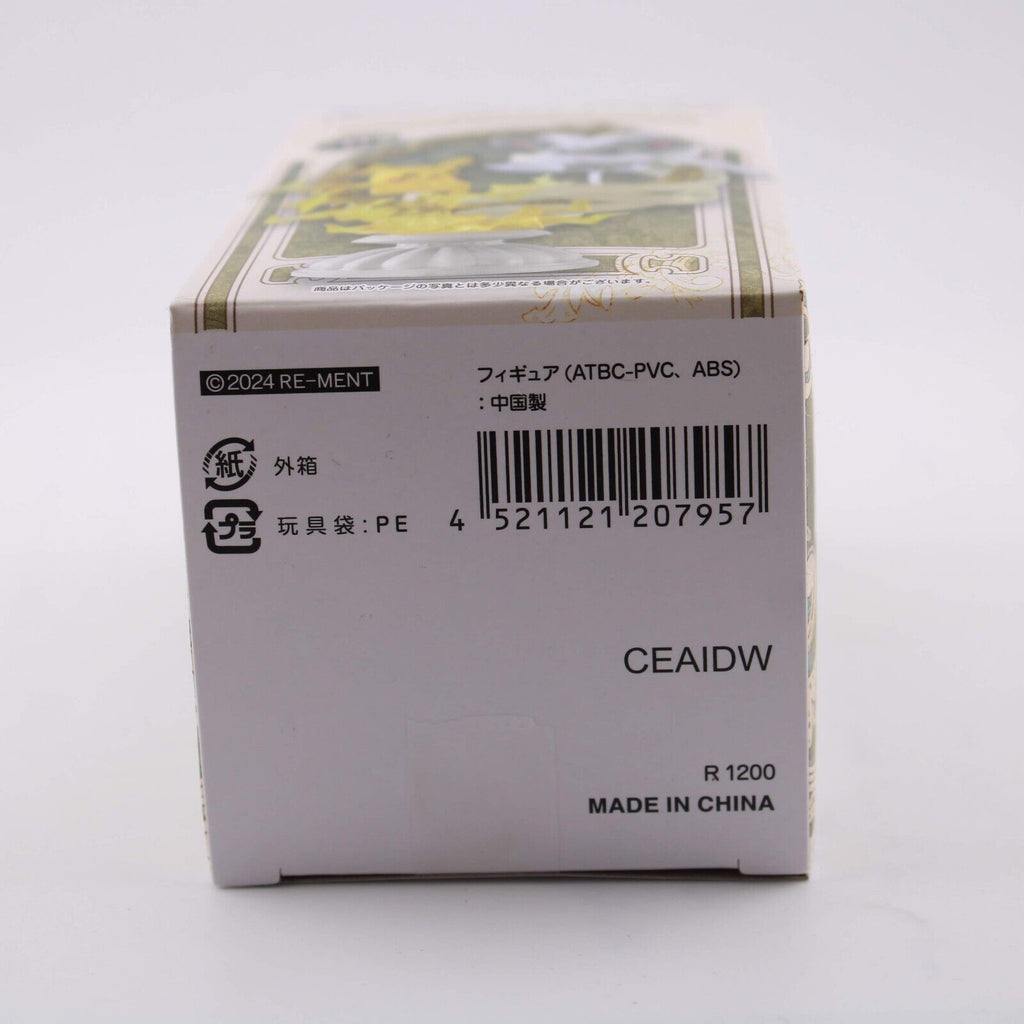 商品はパッケージの写真とは多少異なる場合がございます。
©2024 RE-MENT
フィギュア(ATBC-PVC、ABS)
:中国製
紙 外箱
プラ 玩具袋:PE
4 521121 207957
CEAIDW
R 1200
MADE IN CHINA